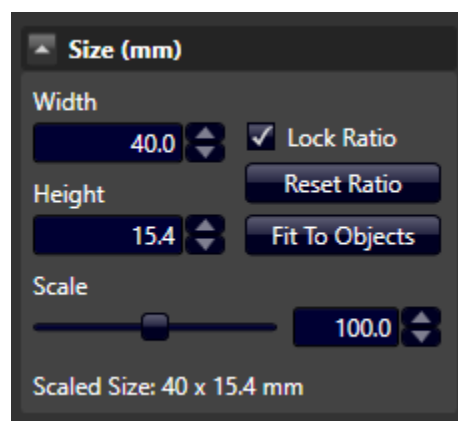 Size (mm)
Width
40.0
Lock Ratio
Reset Ratio
Height
15.4
Fit To Objects
Scale
100.0
Scaled Size: 40 x 15.4 mm